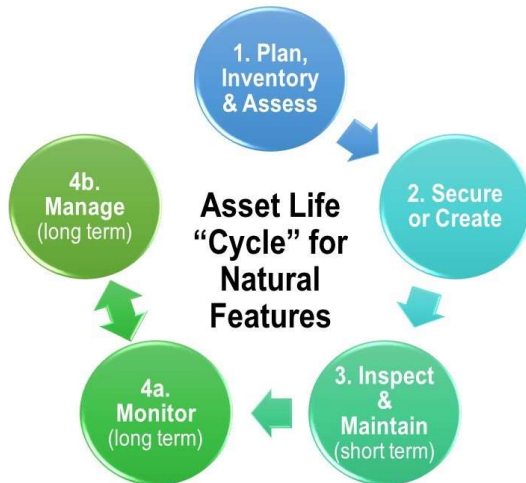 1. Plan,
Inventory
& Assess
2. Secure
or Create
3. Inspect
&
Maintain
(short term)
4a.
Monitor
(long term)
4b.
Manage
(long term)
Asset Life
“Cycle” for
Natural
Features